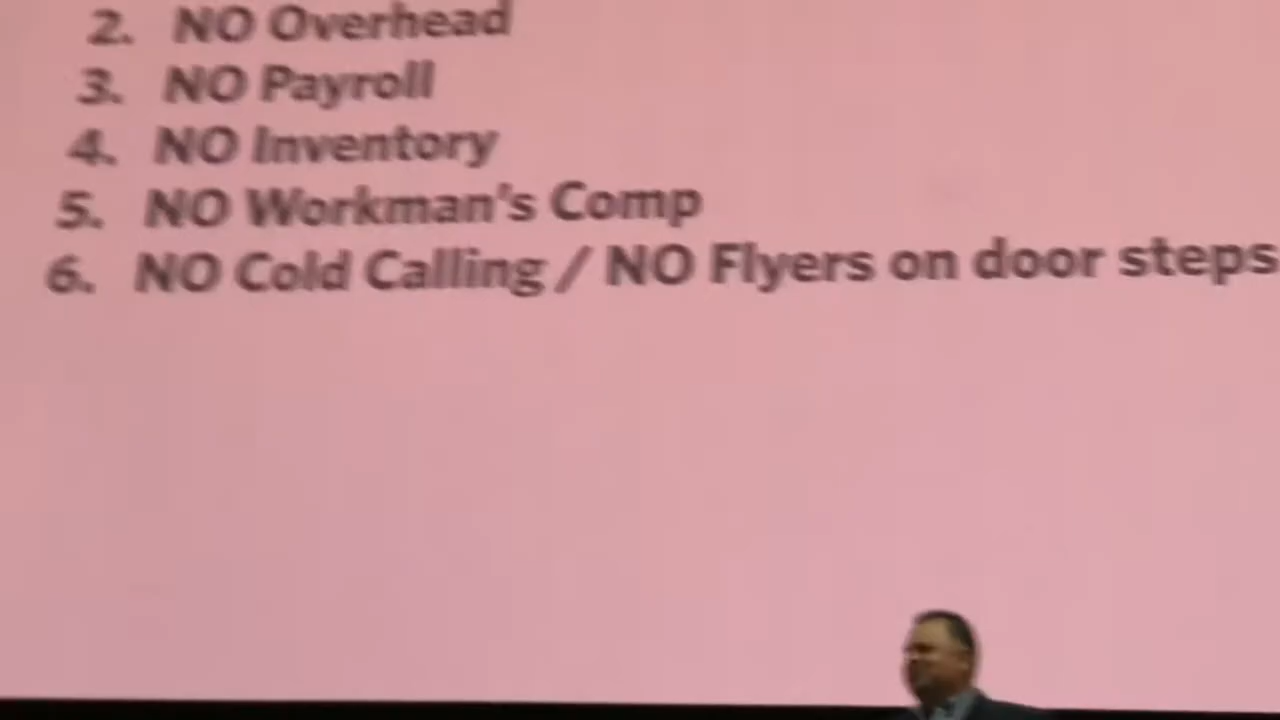 2. NO Overhead
3. NO Payroll
4. NO Inventory
5. NO Workman's Comp
6. NO Cold Calling / NO Flyers on door steps